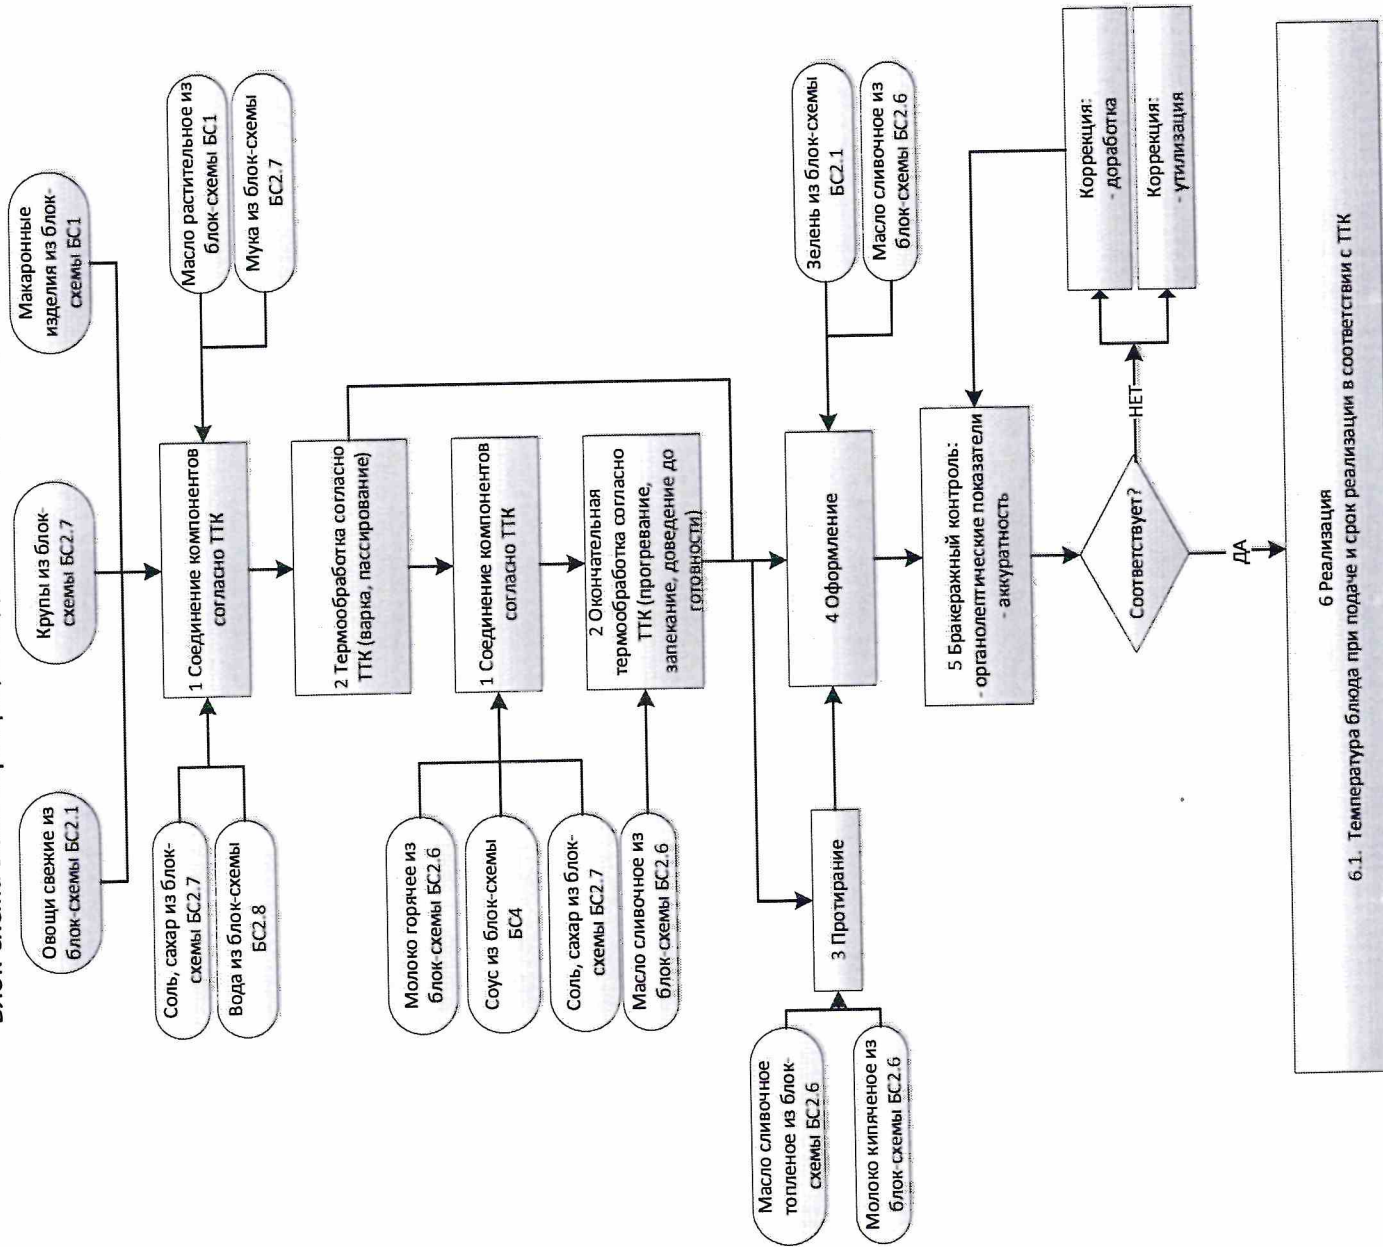 Овощи свежие из
блок-схемы БС2.1
Крупы из блок-
схемы БС2.7
Макаронные
изделия из блок-
схемы БС1
Соль, сахар из блок-
схемы БС2.7
Вода из блок-схемы
БС2.8
1 Соединение компонентов
согласно ТТК
Масло растительное из
блок-схемы БС1
Мука из блок-схемы
БС2.7
2 Термообработка согласно
ТТК (варка, пассирование)
Молоко горячее из
блок-схемы БС2.6
Соус из блок-схемы
БС4
Соль, сахар из блок-
схемы БС2.7
1 Соединение компонентов
согласно ТТК
Масло сливочное из
блок-схемы БС2.6
2 Окончательная
термообработка согласно
ТТК (прогревание,
запекание, доведение до
готовности)
Масло сливочное
топленое из блок-
схемы БС2.6
Молоко кипяченое из
блок-схемы БС2.6
3 Протирание
4 Оформление
Зелень из блок-схемы
БС2.1
Масло сливочное из
блок-схемы БС2.6
5 Бракеражный контроль:
- органолептические показатели
- аккуратность
Соответствует?
НЕТ
Коррекция:
- доработка
Коррекция:
- утилизация
ДА
6 Реализация
6.1. Температура блюда при подаче и срок реализации в соответствии с ТТК